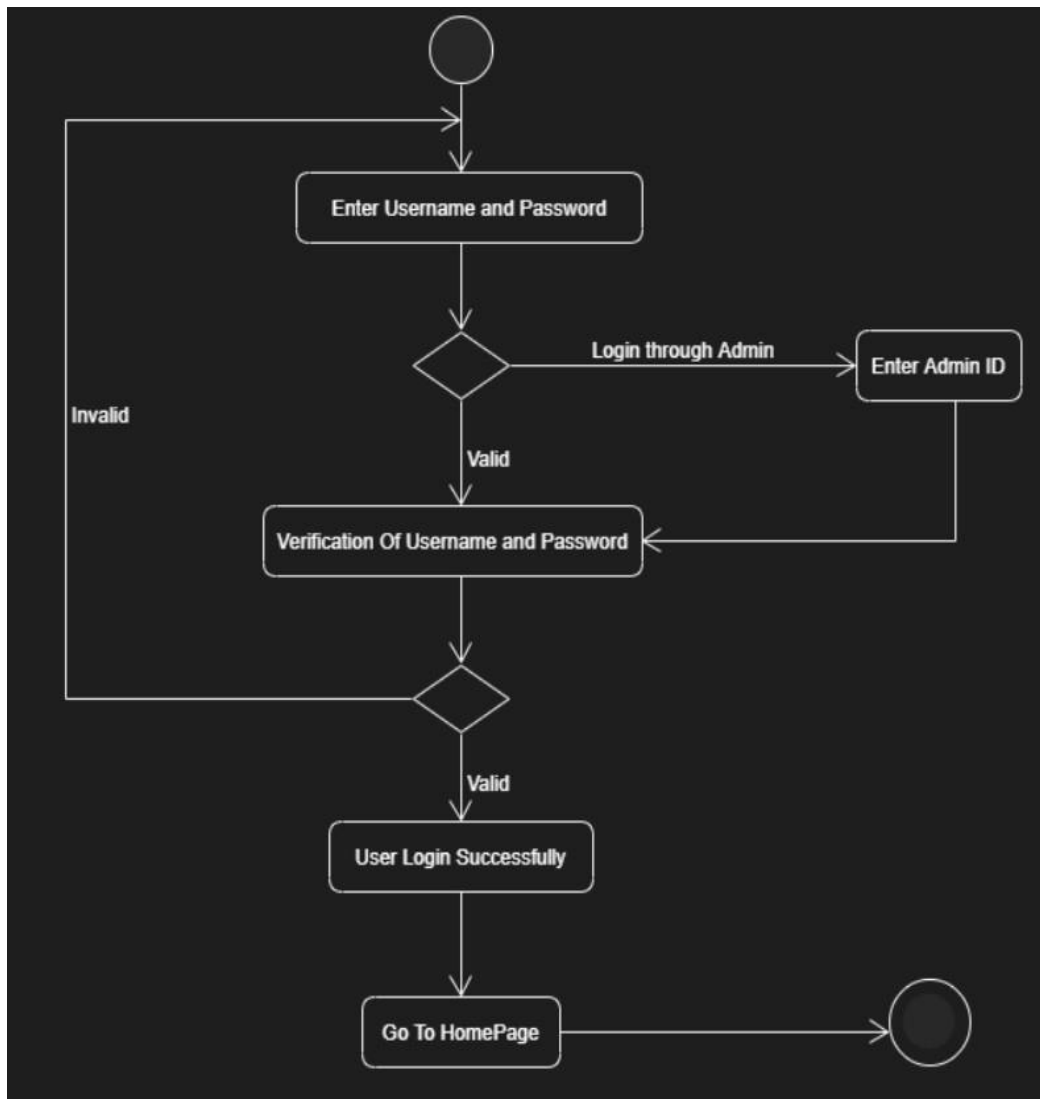 Enter Username and Password
Login through Admin
Enter Admin ID
Invalid
Valid
Verification Of Username and Password
Valid
User Login Successfully
Go To HomePage